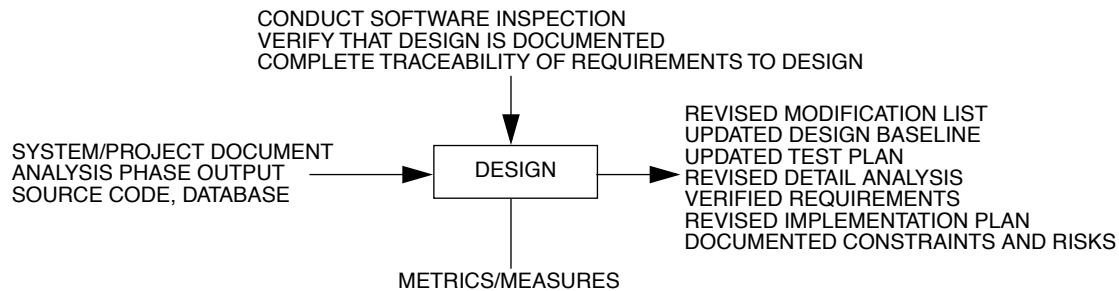 CONDUCT SOFTWARE INSPECTION
VERIFY THAT DESIGN IS DOCUMENTED
COMPLETE TRACEABILITY OF REQUIREMENTS TO DESIGN
SYSTEM/PROJECT DOCUMENT
ANALYSIS PHASE OUTPUT
SOURCE CODE, DATABASE
DESIGN
REVISED MODIFICATION LIST
UPDATED DESIGN BASELINE
UPDATED TEST PLAN
REVISED DETAIL ANALYSIS
VERIFIED REQUIREMENTS
REVISED IMPLEMENTATION PLAN
DOCUMENTED CONSTRAINTS AND RISKS
METRICS/MEASURES